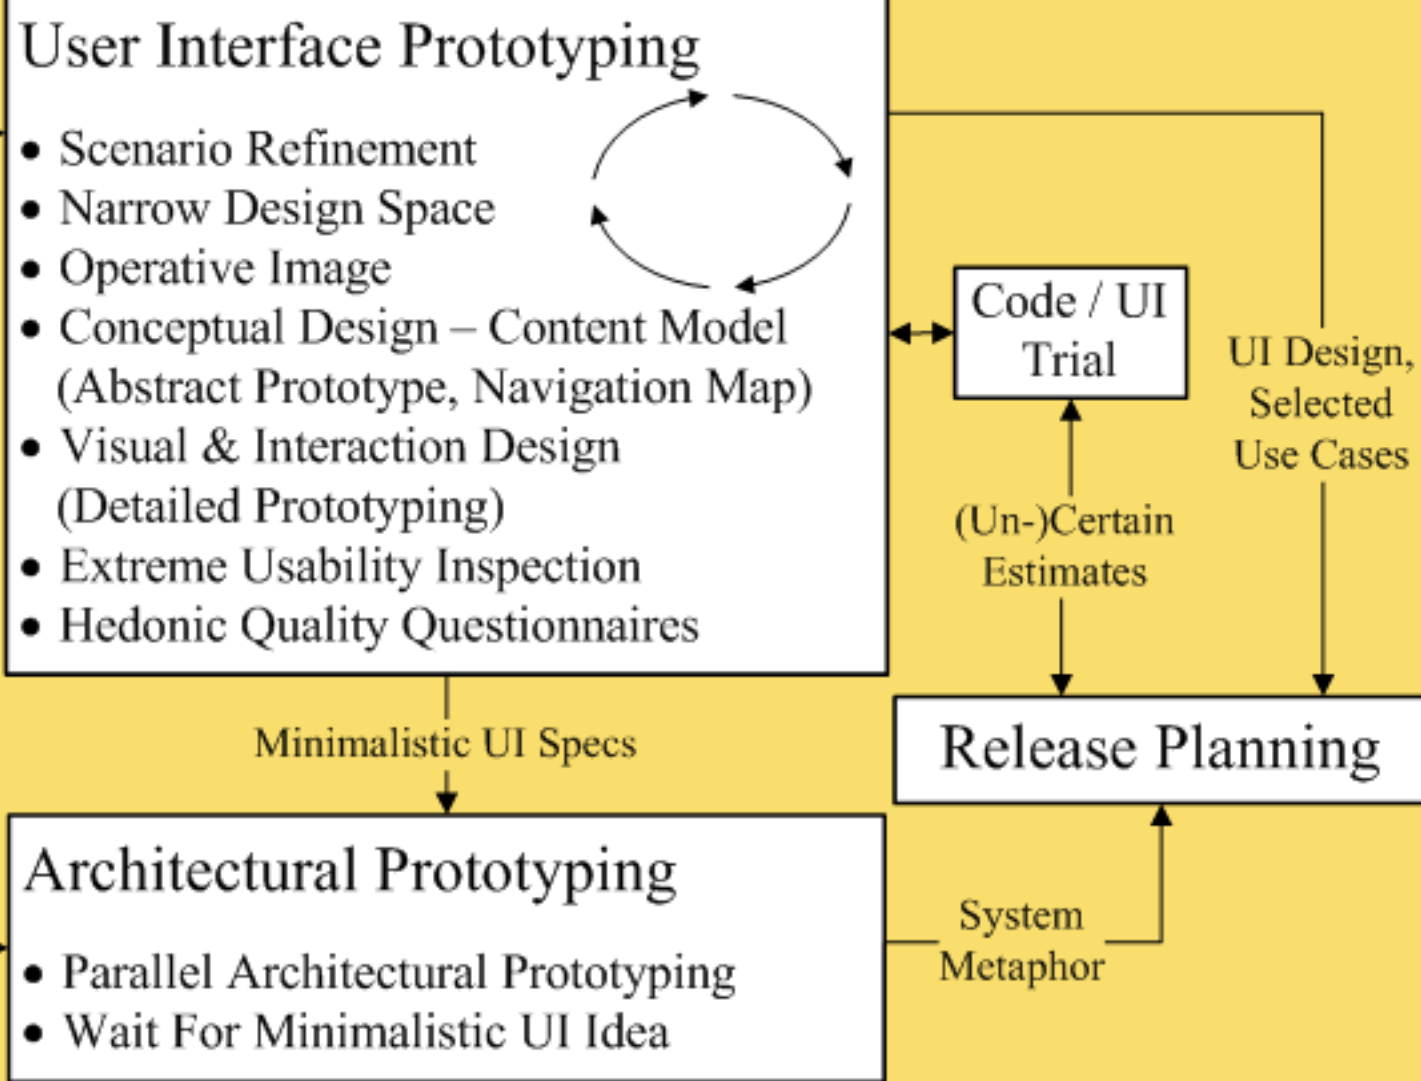 User Interface Prototyping
• Scenario Refinement
• Narrow Design Space
• Operative Image
• Conceptual Design – Content Model
(Abstract Prototype, Navigation Map)
• Visual & Interaction Design
(Detailed Prototyping)
• Extreme Usability Inspection
• Hedonic Quality Questionnaires
Code / UI
Trial
UI Design,
Selected
Use Cases
(Un-)Certain
Estimates
Minimalistic UI Specs
Release Planning
Architectural Prototyping
• Parallel Architectural Prototyping
• Wait For Minimalistic UI Idea
System
Metaphor